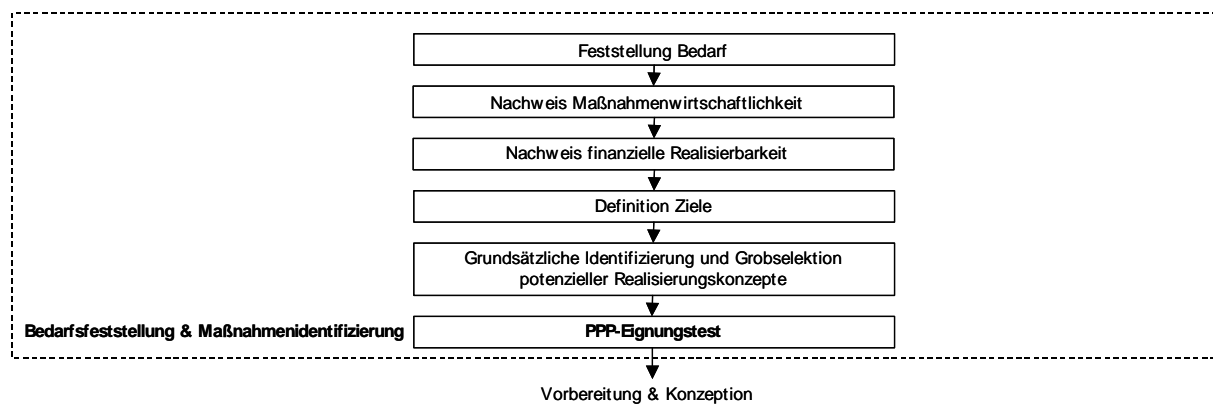 Feststellung Bedarf
Nachweis Maßnahmenwirtschaftlichkeit
Nachweis finanzielle Realisierbarkeit
Definition Ziele
Grundsätzliche Identifizierung und Grobselektion
potenzieller Realisierungskonzepte
Bedarfsfeststellung & Maßnahmenidentifizierung
PPP-Eignungstest
Vorbereitung & Konzeption